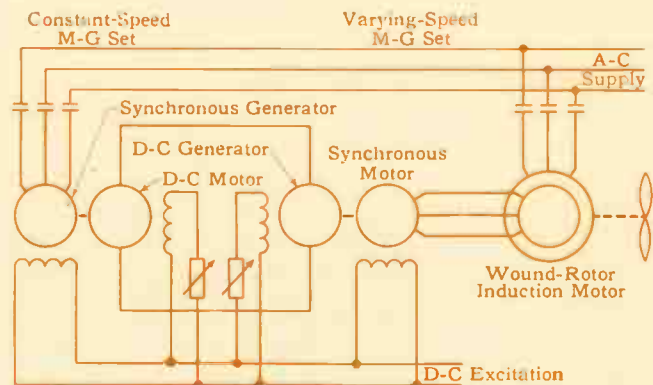 Constant-Speed
M-G Set
Varying-Speed
M-G Set
A-C
Supply
Synchronous Generator
D-C Generator
D-C Motor
Synchronous
Motor
Wound-Rotor
Induction Motor
D-C Excitation